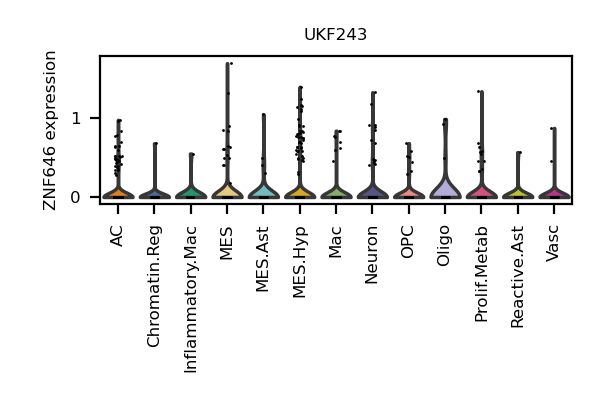 UKF243
ZNF646 expression
1
0
AC
Chromatin.Reg
Inflammatory.Mac
MES
MES.Ast
MES.Hyp
Mac
Neuron
OPC
Oligo
Prolif.Metab
Reactive.Ast
Vasc